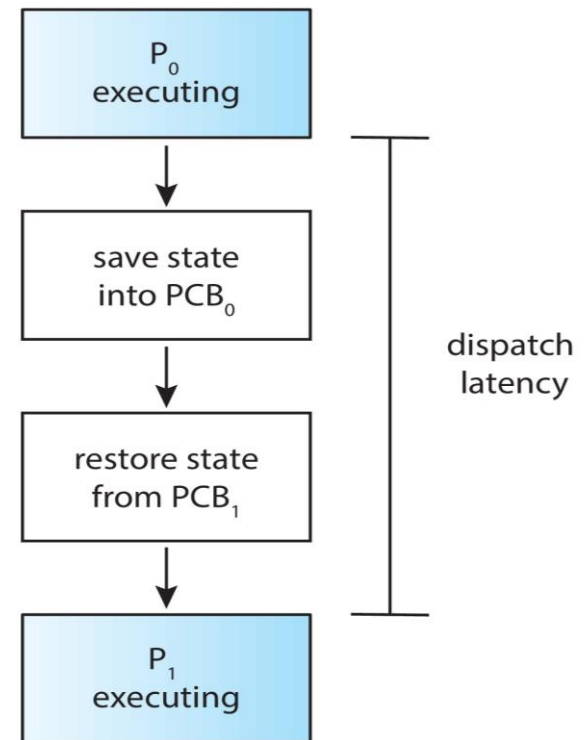 P₀
executing
save state
into PCB₀
dispatch
latency
restore state
from PCB₁
P₁
executing